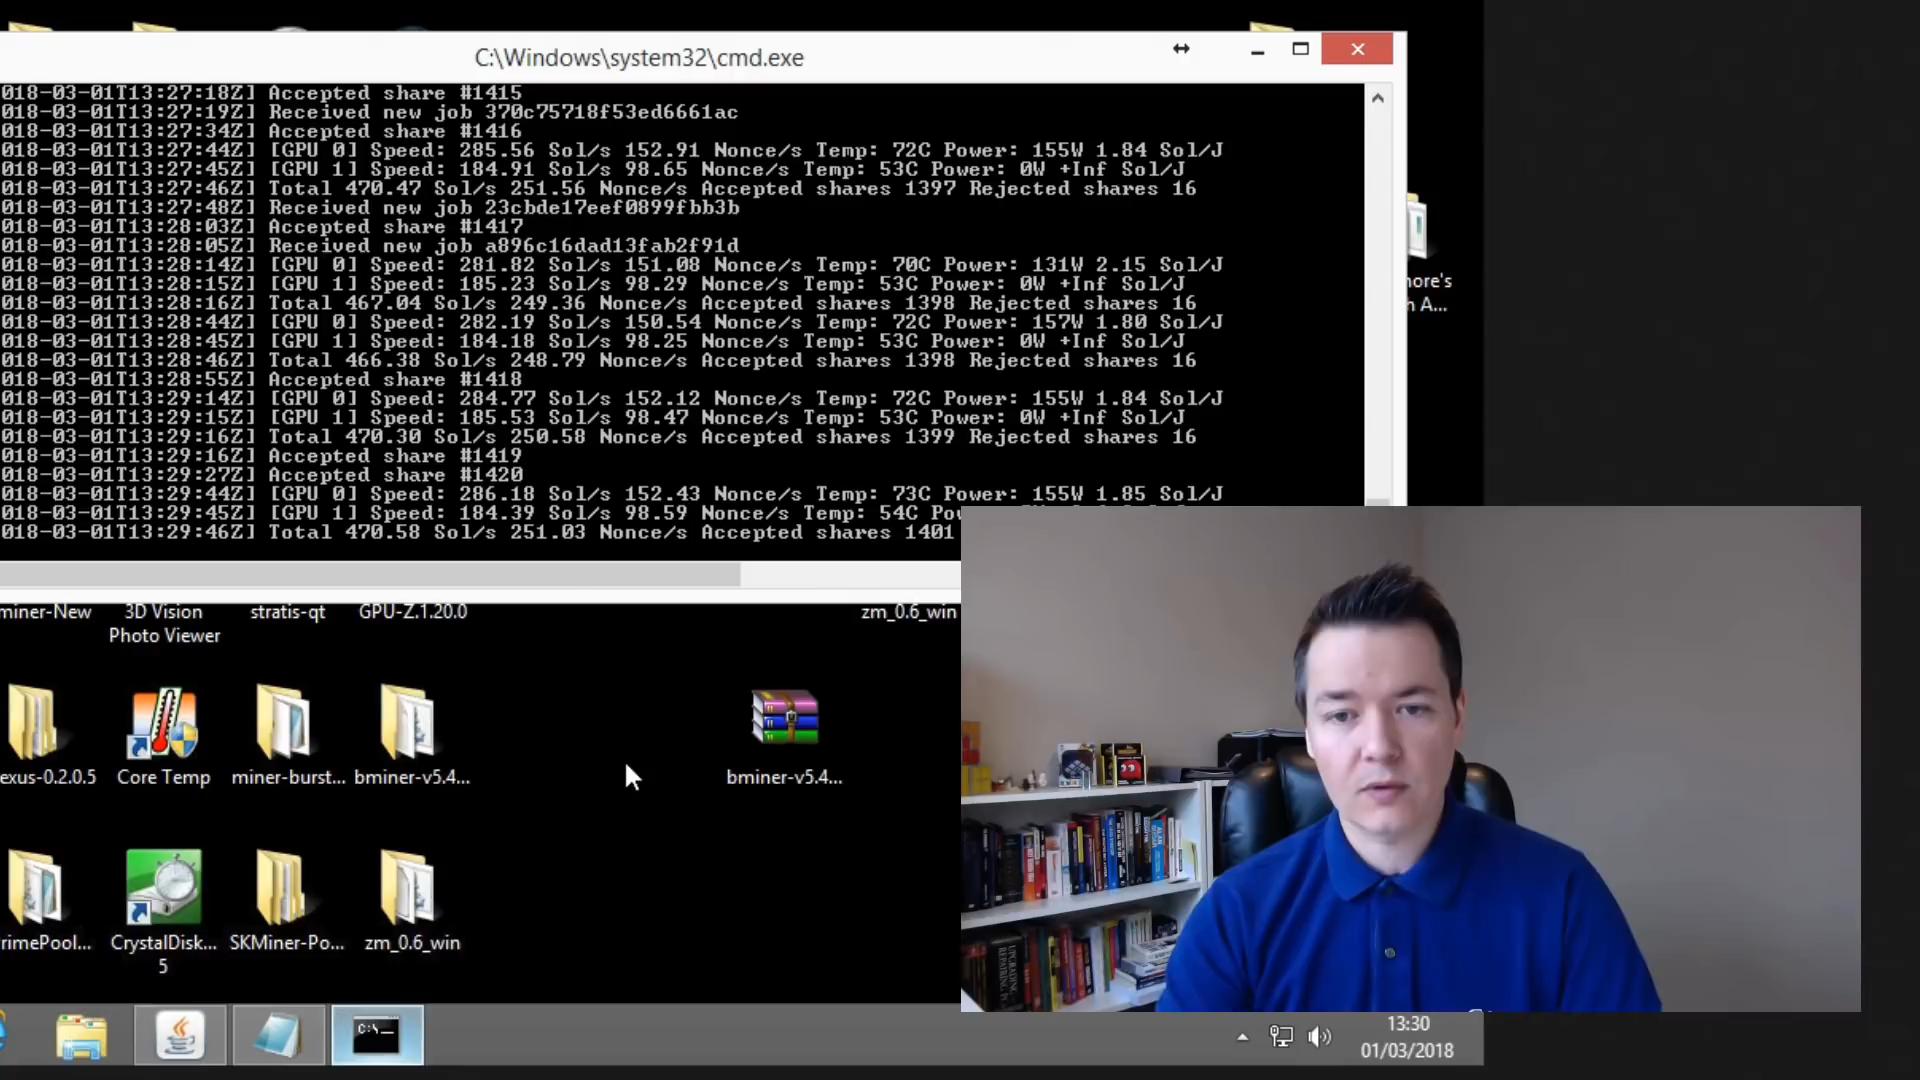 C:\Windows\system32\cmd.exe
018-03-01T13:27:18Z] Accepted share #1415
018-03-01T13:27:19Z] Received new job 370c75718f53ed6661ac
018-03-01T13:27:34Z] Accepted share #1416
018-03-01T13:27:44Z] [GPU 0] Speed: 285.56 Sol/s 152.91 Nonce/s Temp: 72C Power: 155W 1.84 Sol/J
018-03-01T13:27:45Z] [GPU 1] Speed: 184.91 Sol/s 98.65 Nonce/s Temp: 53C Power: 0W +Inf Sol/J
018-03-01T13:27:46Z] Total 470.47 Sol/s 251.56 Nonce/s Accepted shares 1397 Rejected shares 16
018-03-01T13:27:48Z] Received new job 23cbde17eef0899fbb3b
018-03-01T13:28:03Z] Accepted share #1417
018-03-01T13:28:05Z] Received new job a896c16dad13fab2f91d
018-03-01T13:28:14Z] [GPU 0] Speed: 281.82 Sol/s 151.08 Nonce/s Temp: 70C Power: 131W 2.15 Sol/J
018-03-01T13:28:15Z] [GPU 1] Speed: 185.23 Sol/s 98.29 Nonce/s Temp: 53C Power: 0W +Inf Sol/J
018-03-01T13:28:16Z] Total 467.04 Sol/s 249.36 Nonce/s Accepted shares 1398 Rejected shares 16
018-03-01T13:28:44Z] [GPU 0] Speed: 282.19 Sol/s 150.54 Nonce/s Temp: 72C Power: 157W 1.80 Sol/J
018-03-01T13:28:45Z] [GPU 1] Speed: 184.18 Sol/s 98.25 Nonce/s Temp: 53C Power: 0W +Inf Sol/J
018-03-01T13:28:46Z] Total 466.38 Sol/s 248.79 Nonce/s Accepted shares 1398 Rejected shares 16
018-03-01T13:28:55Z] Accepted share #1418
018-03-01T13:29:14Z] [GPU 0] Speed: 284.77 Sol/s 152.12 Nonce/s Temp: 72C Power: 155W 1.84 Sol/J
018-03-01T13:29:15Z] [GPU 1] Speed: 185.53 Sol/s 98.47 Nonce/s Temp: 53C Power: 0W +Inf Sol/J
018-03-01T13:29:16Z] Total 470.30 Sol/s 250.58 Nonce/s Accepted shares 1399 Rejected shares 16
018-03-01T13:29:16Z] Accepted share #1419
018-03-01T13:29:27Z] Accepted share #1420
018-03-01T13:29:44Z] [GPU 0] Speed: 286.18 Sol/s 152.43 Nonce/s Temp: 73C Power: 155W 1.85 Sol/J
018-03-01T13:29:45Z] [GPU 1] Speed: 184.39 Sol/s 98.59 Nonce/s Temp: 54C Po
018-03-01T13:29:46Z] Total 470.58 Sol/s 251.03 Nonce/s Accepted shares 1401
nore's
n A...
miner-New
3D Vision
Photo Viewer
stratis-qt
GPU-Z.1.20.0
zm_0.6_win
exus-0.2.0.5
Core Temp
miner-burst...
bminer-v5.4...
bminer-v5.4...
rimePool...
CrystalDisk...
5
SKMiner-Po...
zm_0.6_win
C:\_
UPGRADING
REPAIRING
13:30
01/03/2018